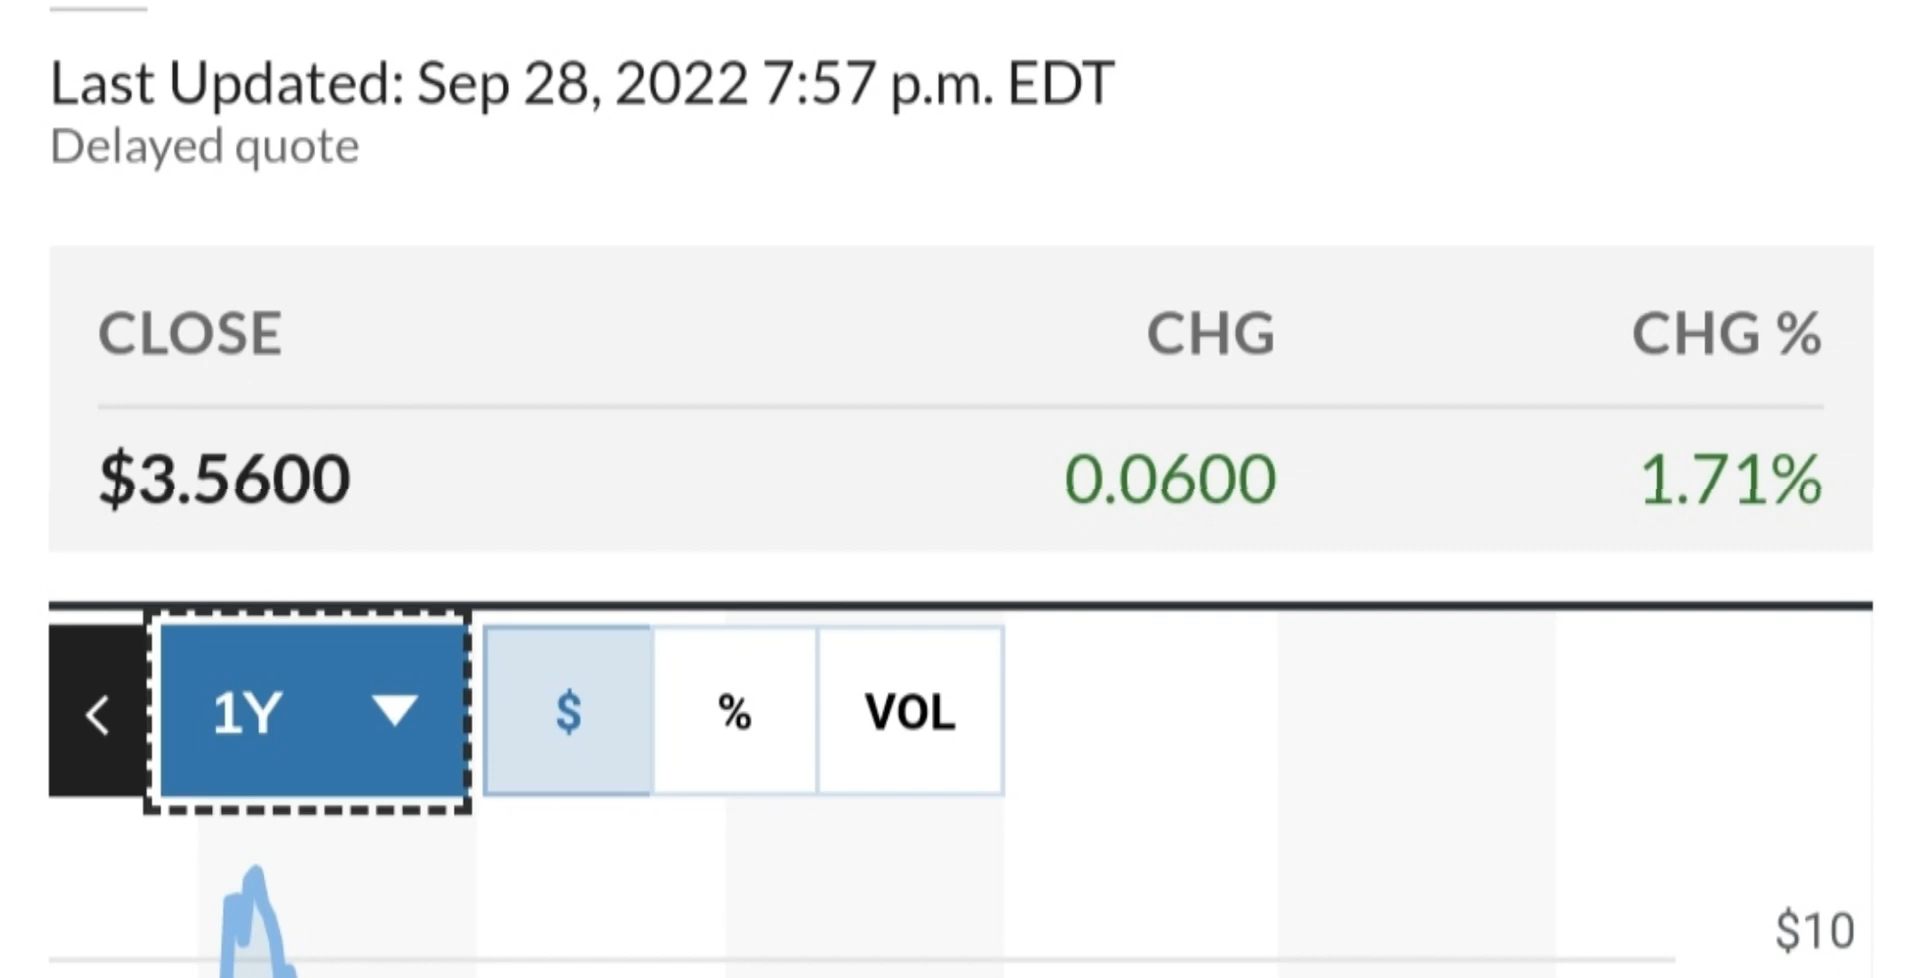 Last Updated: Sep 28, 2022 7:57 p.m. EDT
Delayed quote
CLOSE CHG CHG %
$3.5600 0.0600 1.71%
1Y $ % VOL
$10